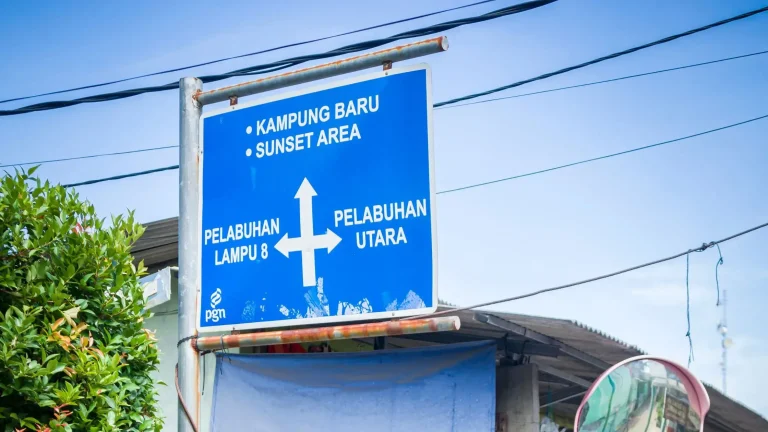 • KAMPUNG BARU
• SUNSET AREA
PELABUHAN
LAMPU 8
PELABUHAN
UTARA
pgn